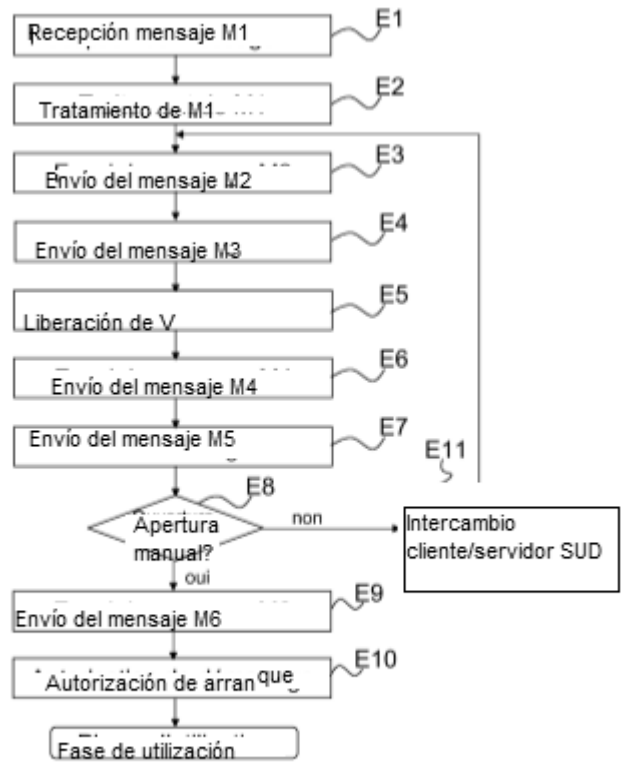 Recepción mensaje M1
E1
Tratamiento de M1
E2
Envío del mensaje M2
E3
Envío del mensaje M3
E4
Liberación de V
E5
Envío del mensaje M4
E6
Envío del mensaje M5
E7
E11
E8
Apertura
manual?
non
Intercambio
cliente/servidor SUD
oui
Envío del mensaje M6
E9
Autorización de arranque
E10
Fase de utilización